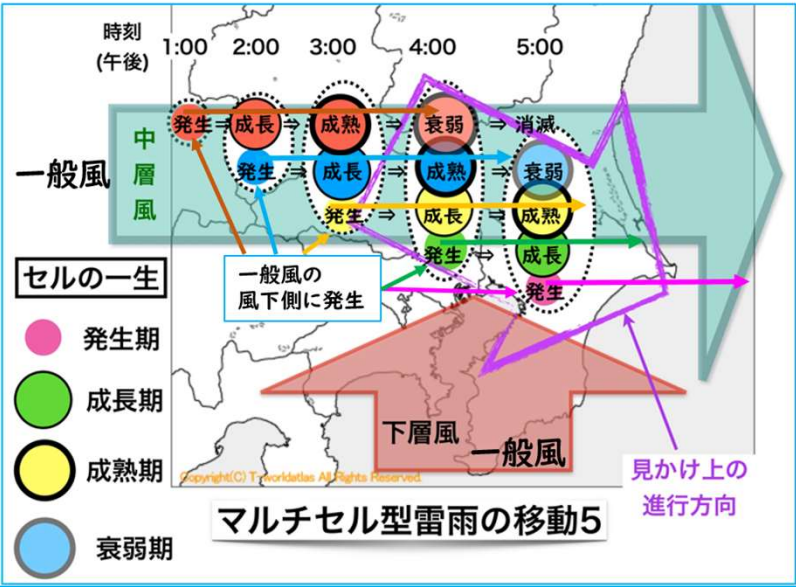 時刻
(午後)
1:00 2:00 3:00 4:00 5:00
発生⇒成長⇒成熟⇒衰弱⇒消滅
発生⇒成長⇒成熟⇒衰弱
発生⇒成長⇒成熟
発生⇒成長
発生
一般風
中層風
一般風の
風下側に発生
セルの一生
発生期
成長期
成熟期
衰弱期
下層風
一般風
見かけ上の
進行方向
Copyright(C) T-worldatlas All Rights Reserved.
マルチセル型雷雨の移動5